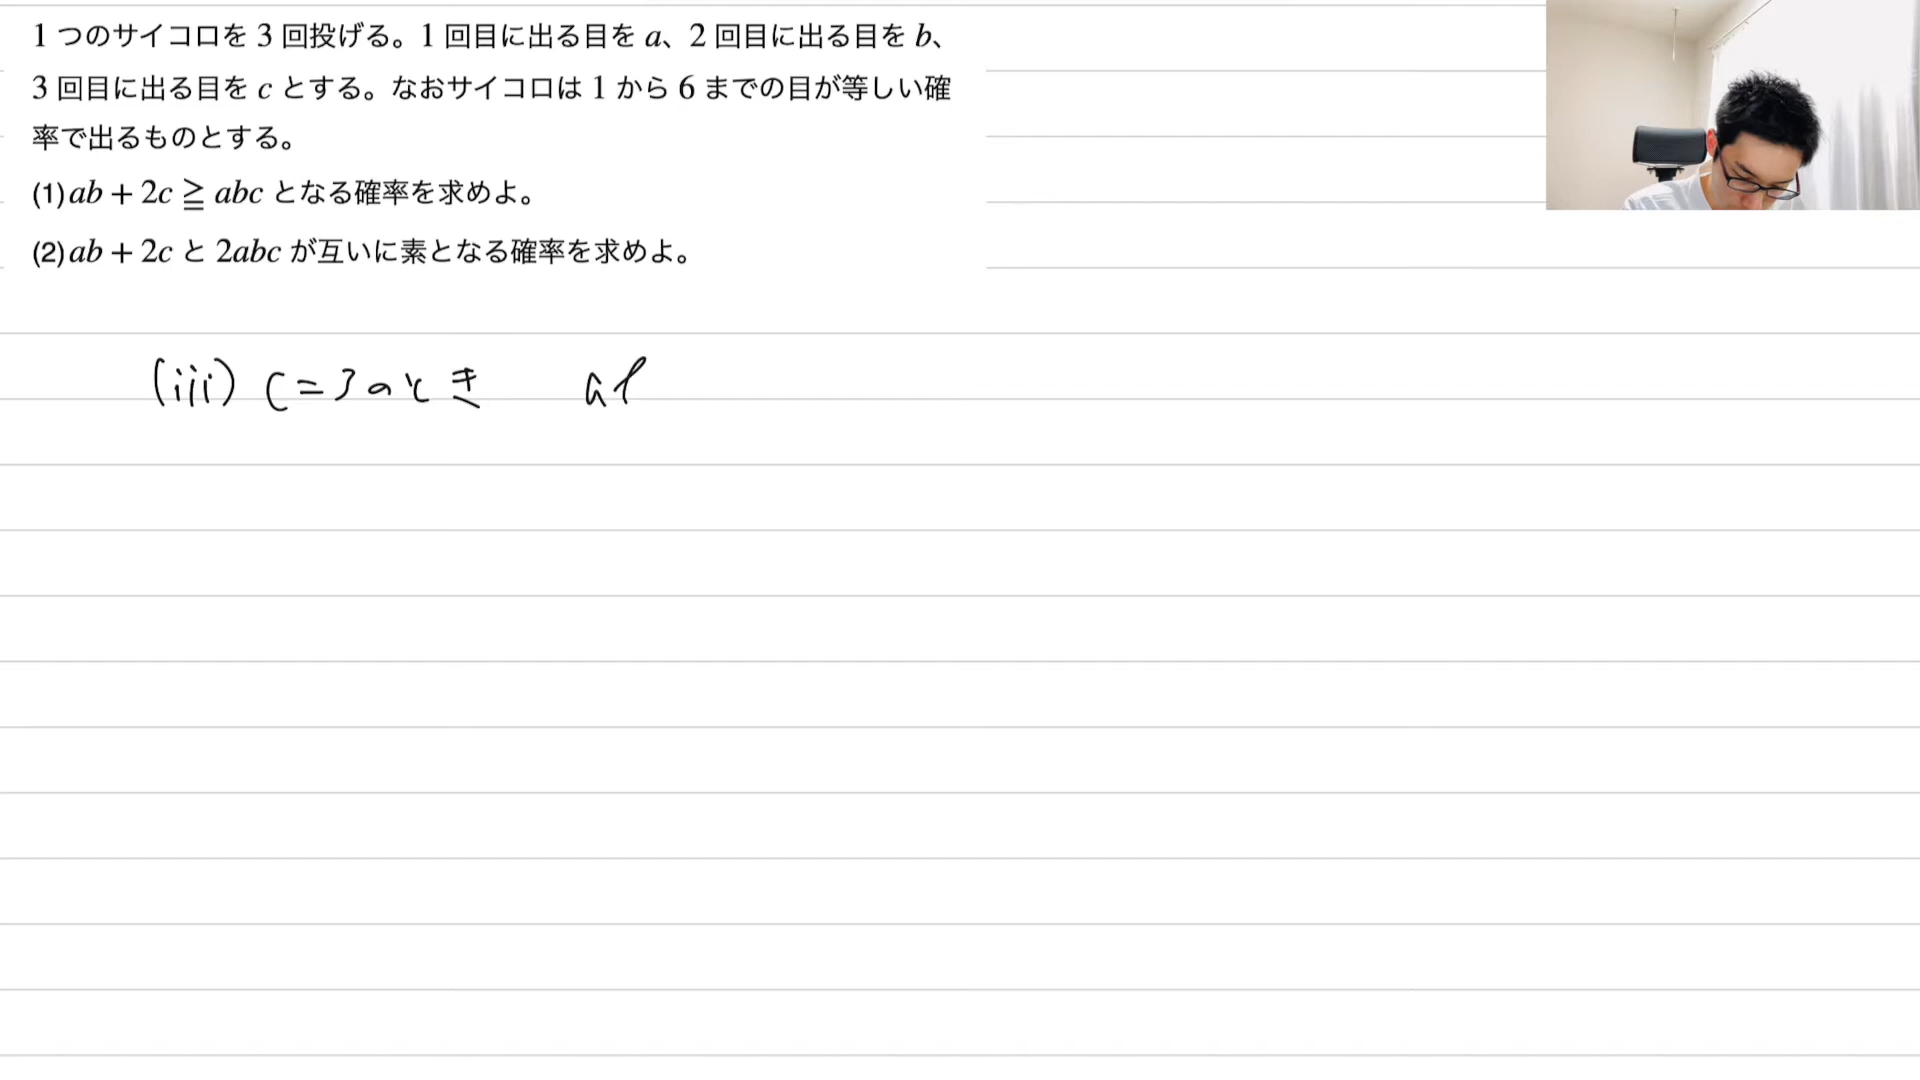 1 つのサイコロを 3 回投げる。1 回目に出る目を a、2 回目に出る目を b、
3 回目に出る目を c とする。なおサイコロは 1 から 6 までの目が等しい確
率で出るものとする。
(1) ab + 2c ≧ abc となる確率を求めよ。
(2) ab + 2c と 2abc が互いに素となる確率を求めよ。
(iii) c = 3 のとき ab